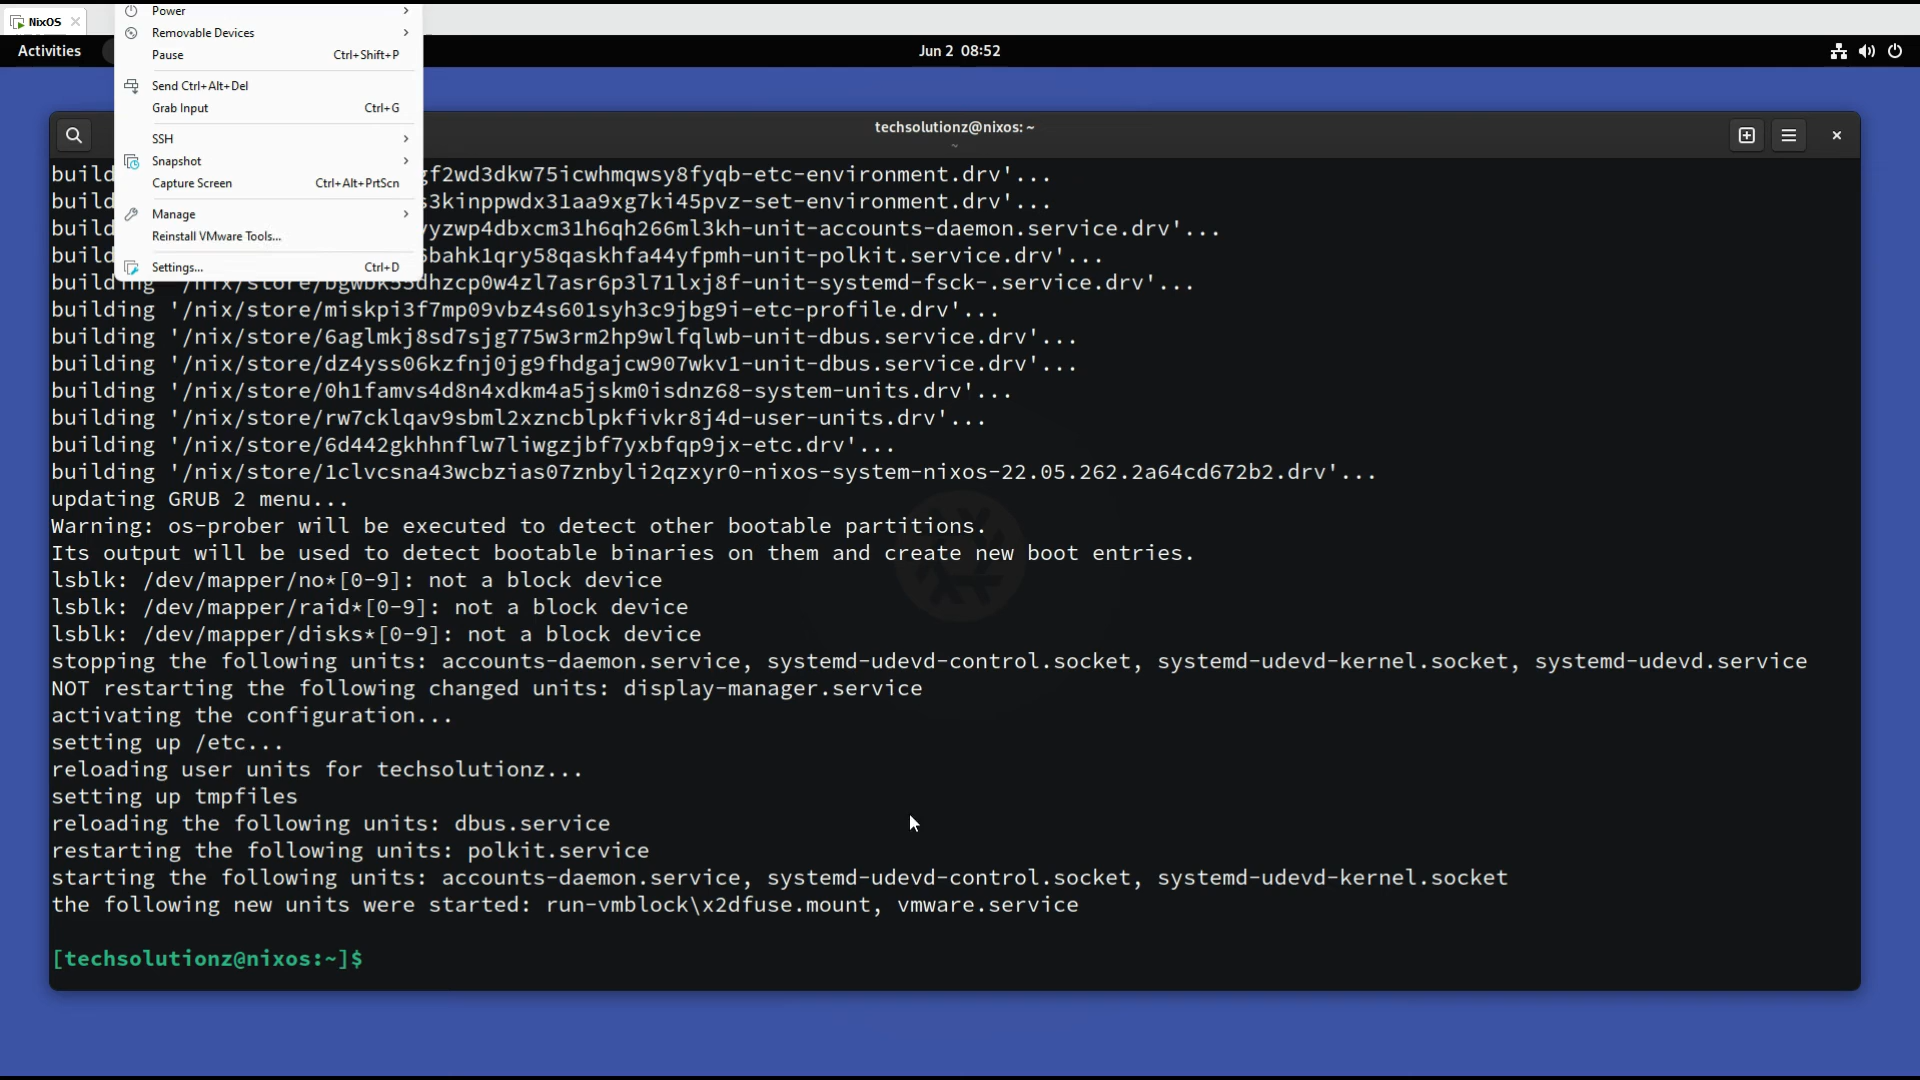 NixOS
Power
Removable Devices
Pause Ctrl+Shift+P
Send Ctrl+Alt+Del
Grab Input Ctrl+G
SSH
Snapshot
Capture Screen Ctrl+Alt+PrtScn
Manage
Reinstall VMware Tools...
Settings... Ctrl+D
Activities
Jun 2 08:52
techsolutionz@nixos: ~
~
build gf2wd3dkw75icwhmqwsy8fyqb-etc-environment.drv'...
build s3kinppwdx31aa9xg7ki45pvz-set-environment.drv'...
build yyzwp4dbxcm31h6qh266ml3kh-unit-accounts-daemon.service.drv'...
build 6bahk1qry58qaskhfa44yfpmh-unit-polkit.service.drv'...
building '/nix/store/bgwbk55dhzcp0w4zl7asr6p3l71lxj8f-unit-systemd-fsck-.service.drv'...
building '/nix/store/miskpi3f7mp09vbz4s601syh3c9jbg9i-etc-profile.drv'...
building '/nix/store/6aglmkj8sd7sjg775w3rm2hp9wlfqlwb-unit-dbus.service.drv'...
building '/nix/store/dz4yss06kzfnj0jg9fhdgajcw907wkv1-unit-dbus.service.drv'...
building '/nix/store/0h1famvs4d8n4xdkm4a5jskm0isdnz68-system-units.drv'...
building '/nix/store/rw7cklqav9sbml2xzncblpkfivkr8j4d-user-units.drv'...
building '/nix/store/6d442gkhhnflw7liwgzjbf7yxbfqp9jx-etc.drv'...
building '/nix/store/1clvcsna43wcbzias07znbyli2qzxyr0-nixos-system-nixos-22.05.262.2a64cd672b2.drv'...
updating GRUB 2 menu...
Warning: os-prober will be executed to detect other bootable partitions.
Its output will be used to detect bootable binaries on them and create new boot entries.
lsblk: /dev/mapper/no*[0-9]: not a block device
lsblk: /dev/mapper/raid*[0-9]: not a block device
lsblk: /dev/mapper/disks*[0-9]: not a block device
stopping the following units: accounts-daemon.service, systemd-udevd-control.socket, systemd-udevd-kernel.socket, systemd-udevd.service
NOT restarting the following changed units: display-manager.service
activating the configuration...
setting up /etc...
reloading user units for techsolutionz...
setting up tmpfiles
reloading the following units: dbus.service
restarting the following units: polkit.service
starting the following units: accounts-daemon.service, systemd-udevd-control.socket, systemd-udevd-kernel.socket
the following new units were started: run-vmblock\x2dfuse.mount, vmware.service
[techsolutionz@nixos:~]$